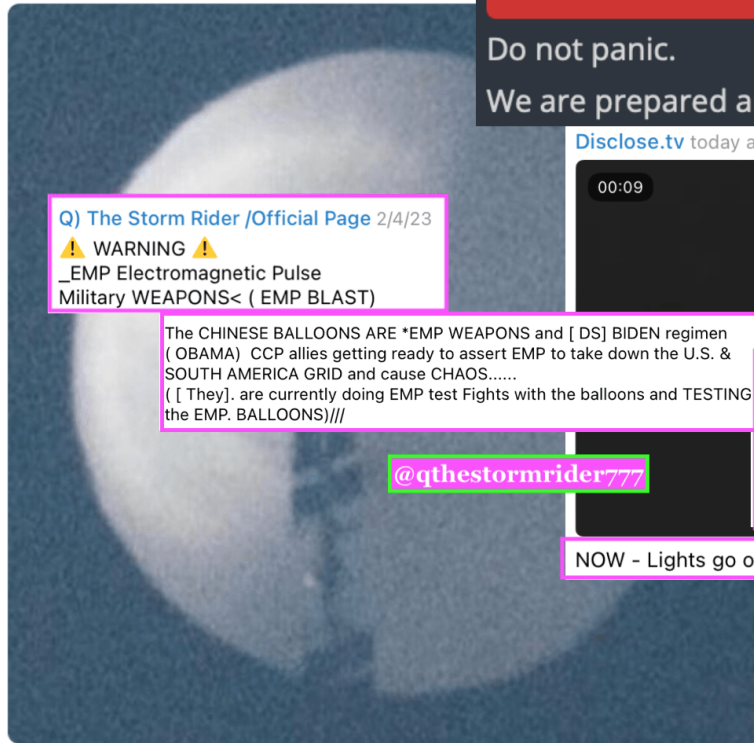 Do not panic.
We are prepared a
Disclose.tv today a
00:09
Q) The Storm Rider /Official Page 2/4/23
⚠️ WARNING ⚠️
_EMP Electromagnetic Pulse
Military WEAPONS< ( EMP BLAST)
The CHINESE BALLOONS ARE *EMP WEAPONS and [ DS] BIDEN regimen
( OBAMA)  CCP allies getting ready to assert EMP to take down the U.S. &
SOUTH AMERICA GRID and cause CHAOS......
( [ They]. are currently doing EMP test Fights with the balloons and TESTING
the EMP. BALLOONS)///
@qthestormrider777
NOW - Lights go o